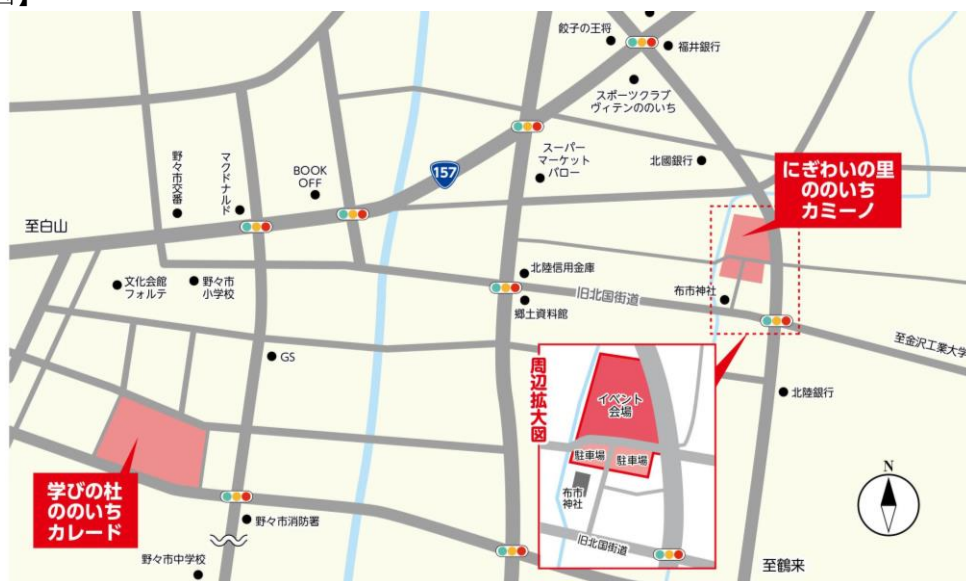 餃子の王将
福井銀行
スポーツクラブ
ヴィテンののいち
スーパー
マーケット
バロー
北國銀行
にぎわいの里
ののいち
カミーノ
157
野々市交番
マクドナルド
BOOK
OFF
至白山
文化会館
フォルテ
野々市
小学校
北陸信用金庫
郷土資料館
旧北国街道
布市神社
至金沢工業大学
GS
周辺拡大図
イベント
会場
駐車場
駐車場
布市
神社
旧北国街道
北陸銀行
学びの杜
ののいち
カレード
野々市消防署
野々市中学校
N
至鶴来